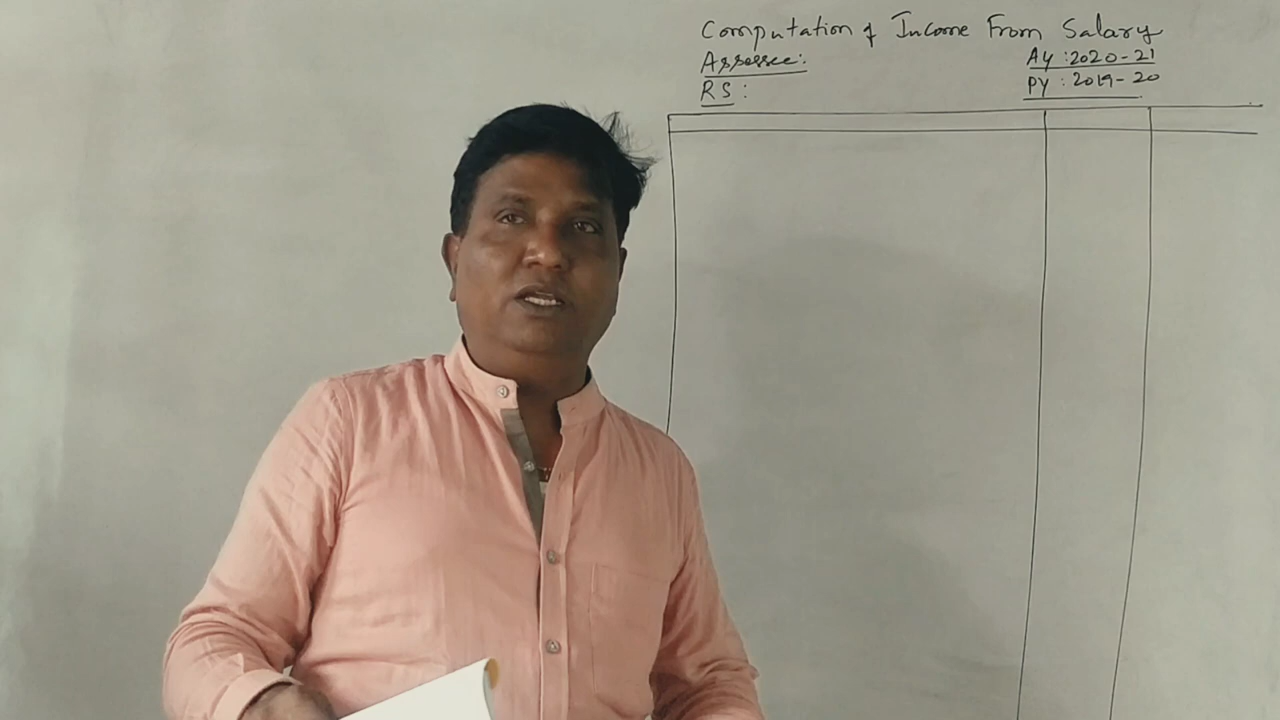 Computation of Income From Salary
Assessee:
AY : 2020-21
RS :
PY : 2019-20